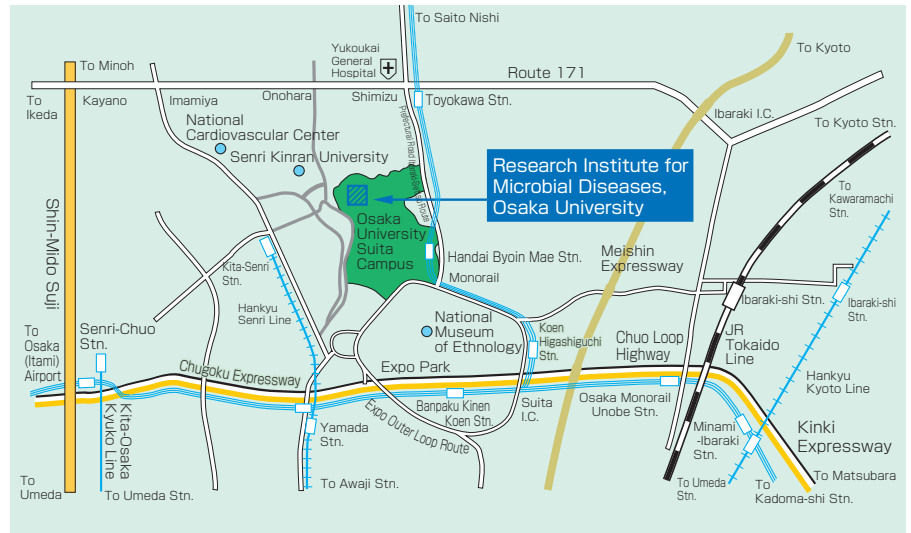 To Saito Nishi
Yukoukai
General
Hospital
To Kyoto
To Minoh
Route 171
To
Ikeda
Kayano
Imamiya
Onohara
Shimizu
Toyokawa Stn.
Ibaraki I.C.
To Kyoto Stn.
National
Cardiovascular Center
Senri Kinran University
Research Institute for
Microbial Diseases,
Osaka University
To
Kawaramachi
Stn.
Shin-Mido Suji
Osaka
University
Suita
Campus
Handai Byoin Mae Stn.
Monorail
Meishin
Expressway
Kita-Senri
Stn.
Hankyu
Senri Line
National
Museum
of Ethnology
Koen
Higashiguchi
Stn.
Chuo Loop
Highway
Ibaraki-shi Stn.
Ibaraki-shi
Stn.
JR
Tokaido
Line
To
Osaka
(Itami)
Airport
Senri-Chuo
Stn.
Chugoku Expressway
Expo Park
Hankyu
Kyoto Line
Banpaku Kinen
Koen Stn.
Suita
I.C.
Osaka Monorail
Unobe Stn.
Kita-Osaka
Kyuko Line
Yamada
Stn.
Expo Outer Loop Route
Minami
-Ibaraki
Stn.
Kinki
Expressway
To
Umeda
To Umeda Stn.
To Awaji Stn.
To Umeda
Stn.
To
Kadoma-shi Stn.
To Matsubara